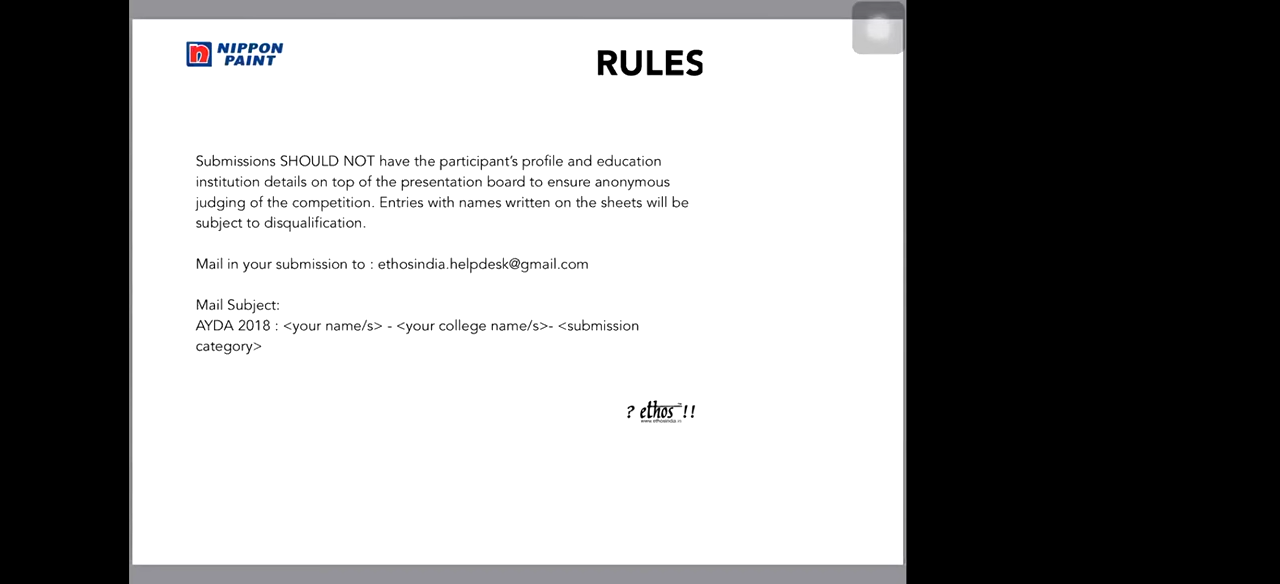 NIPPON
PAINT
RULES
Submissions SHOULD NOT have the participant's profile and education
institution details on top of the presentation board to ensure anonymous
judging of the competition. Entries with names written on the sheets will be
subject to disqualification.
Mail in your submission to : ethosindia.helpdesk@gmail.com
Mail Subject:
AYDA 2018 : <your name/s> - <your college name/s>- <submission
category>
? ethos !!
www.ethosindia.in